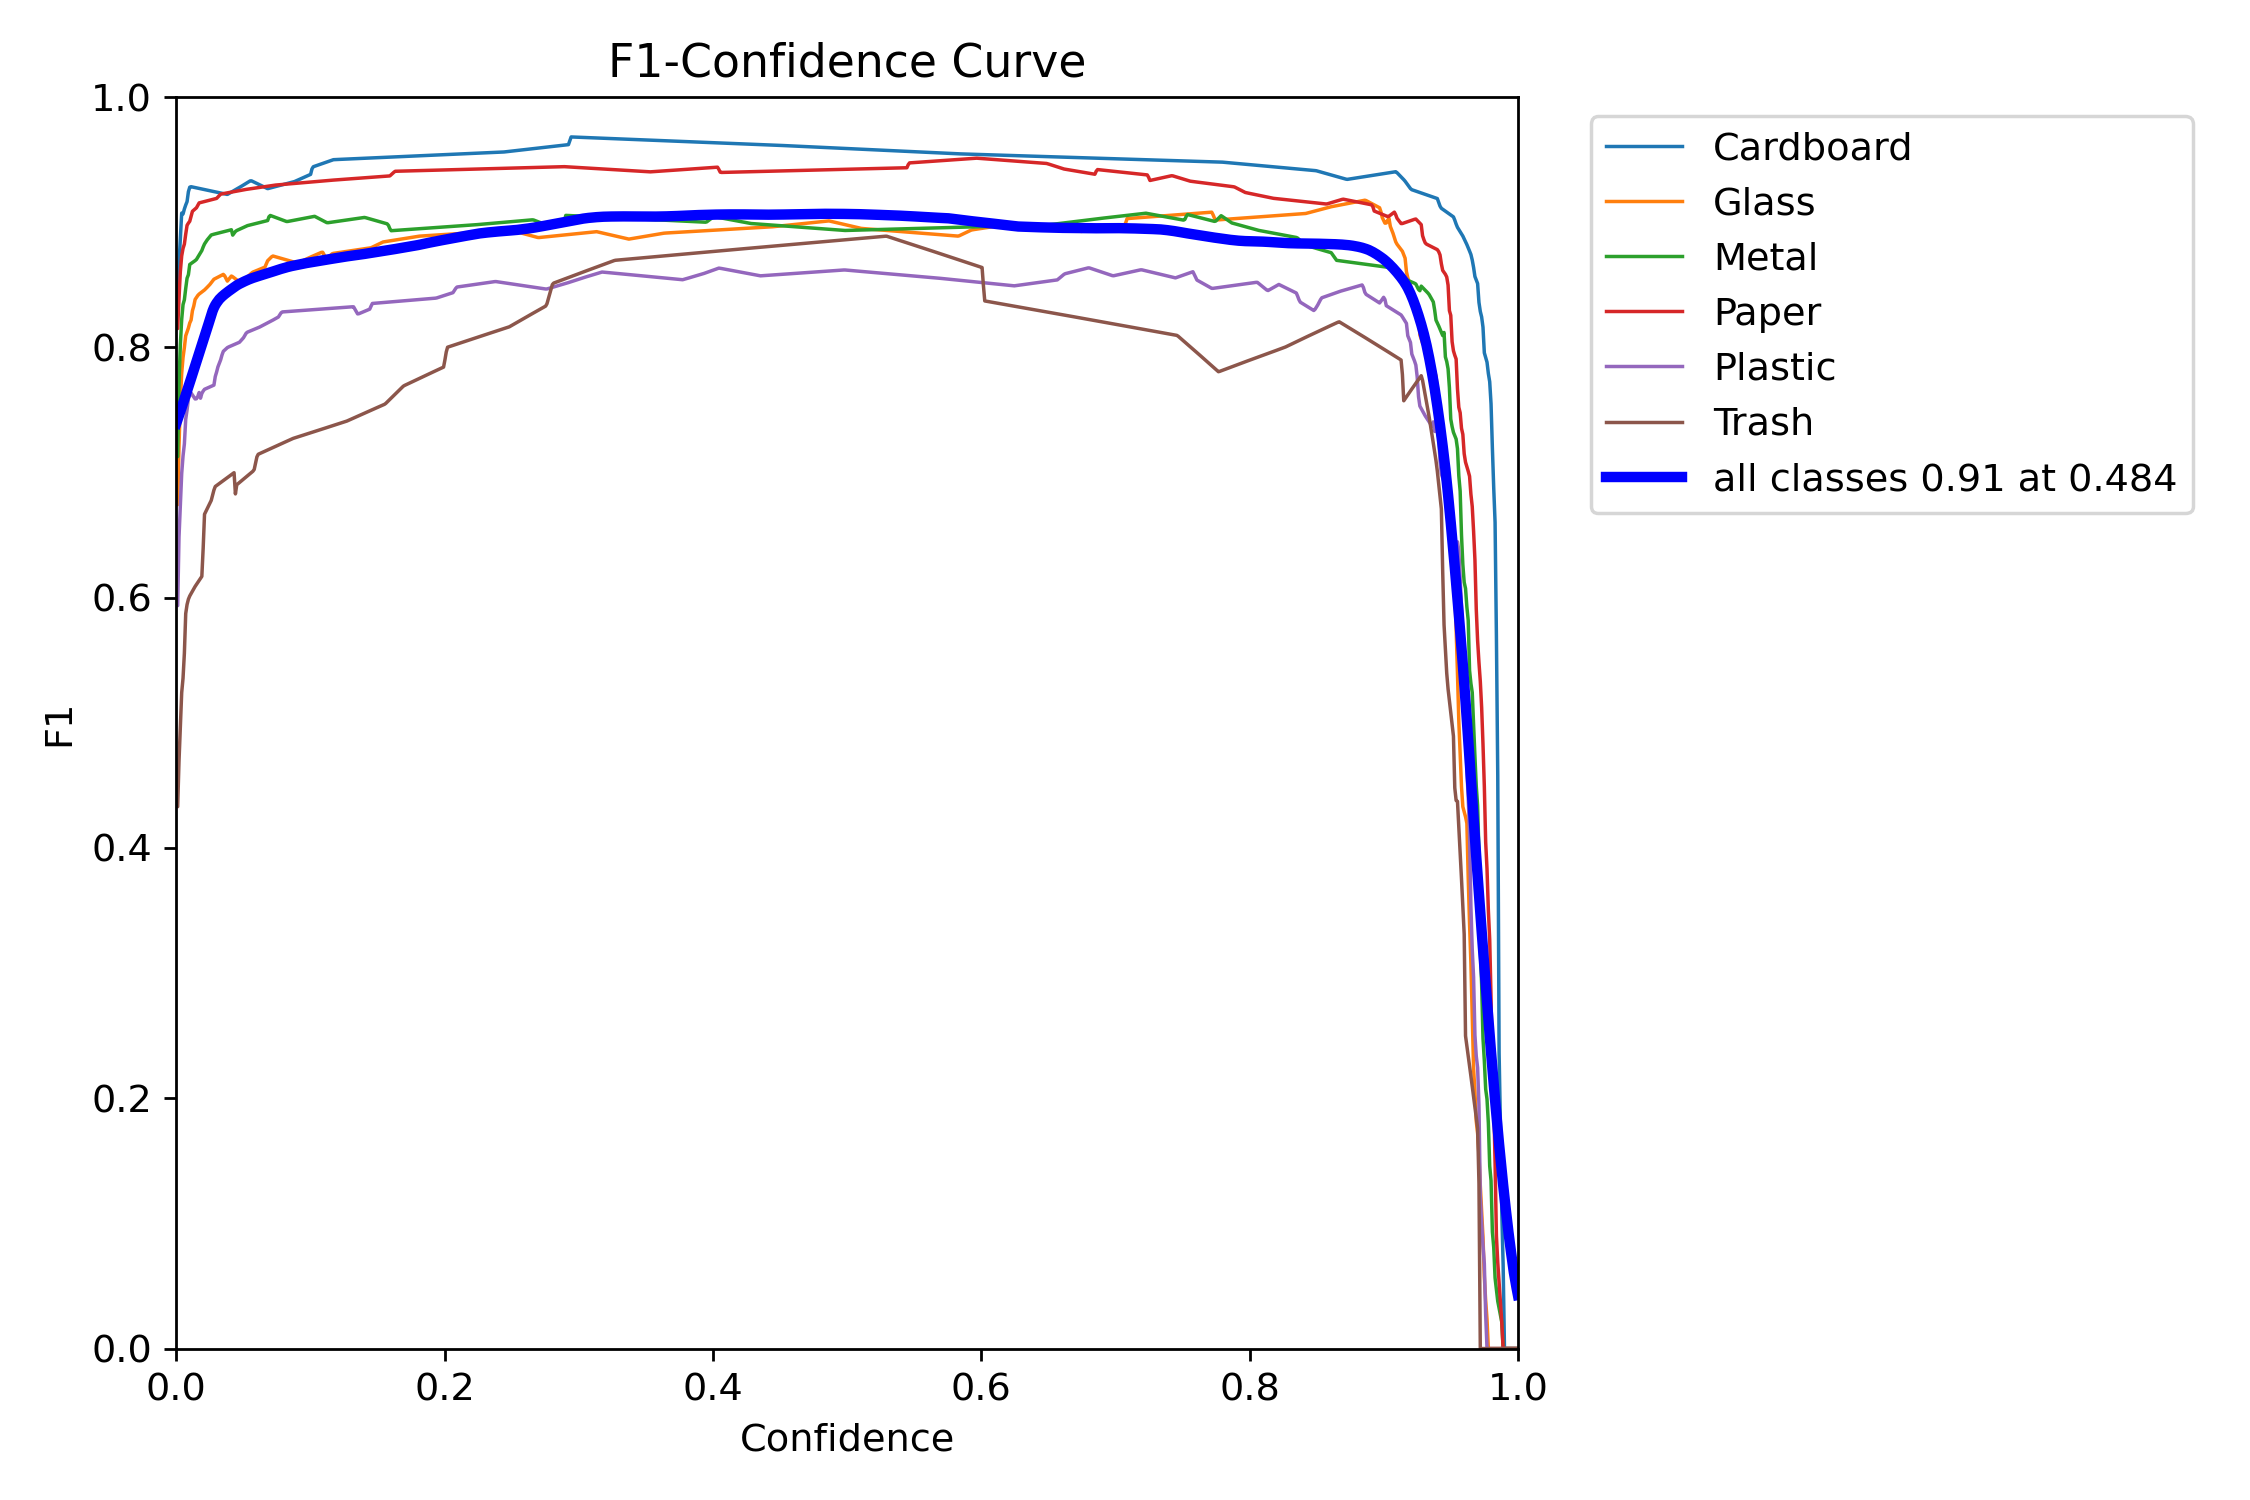 F1-Confidence Curve
1.0
0.8
0.6
0.4
0.2
0.0
F1
0.0 0.2 0.4 0.6 0.8 1.0
Confidence
Cardboard
Glass
Metal
Paper
Plastic
Trash
all classes 0.91 at 0.484